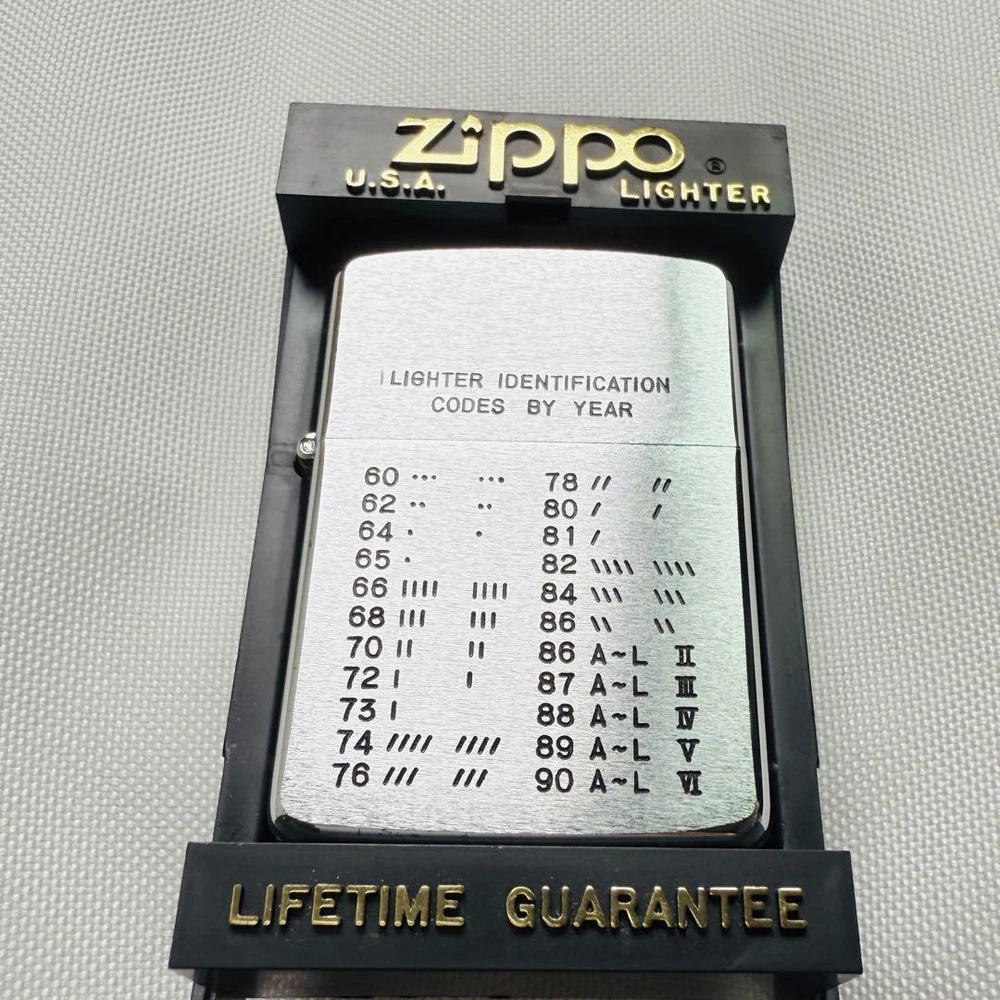 Zippo ®
U.S.A. LIGHTER
LIGHTER IDENTIFICATION
CODES BY YEAR
60 ••• ••• 78 // //
62 •• •• 80 / /
64 • • 81 /
65 • 82 \\\\ \\\\
66 |||| |||| 84 \\\ \\\
68 ||| ||| 86 \\ \\
70 || || 86 A~L II
72 | | 87 A~L III
73 | 88 A~L IV
74 //// //// 89 A~L V
76 /// /// 90 A~L VI
LIFETIME GUARANTEE